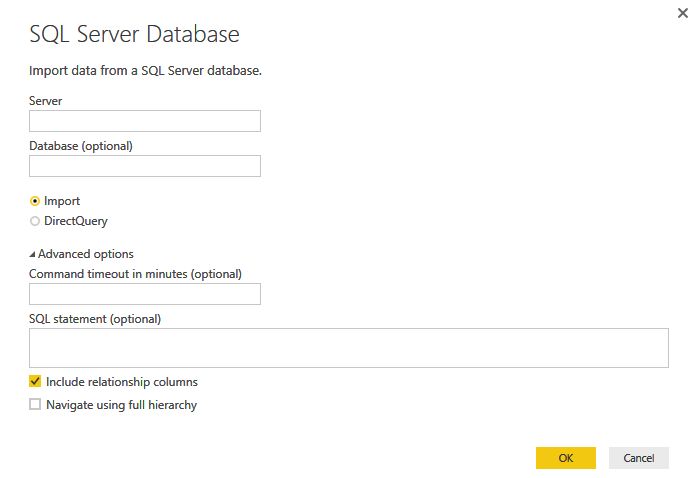 SQL Server Database
Import data from a SQL Server database.
Server
Database (optional)
Import
DirectQuery
Advanced options
Command timeout in minutes (optional)
SQL statement (optional)
Include relationship columns
Navigate using full hierarchy
OK Cancel